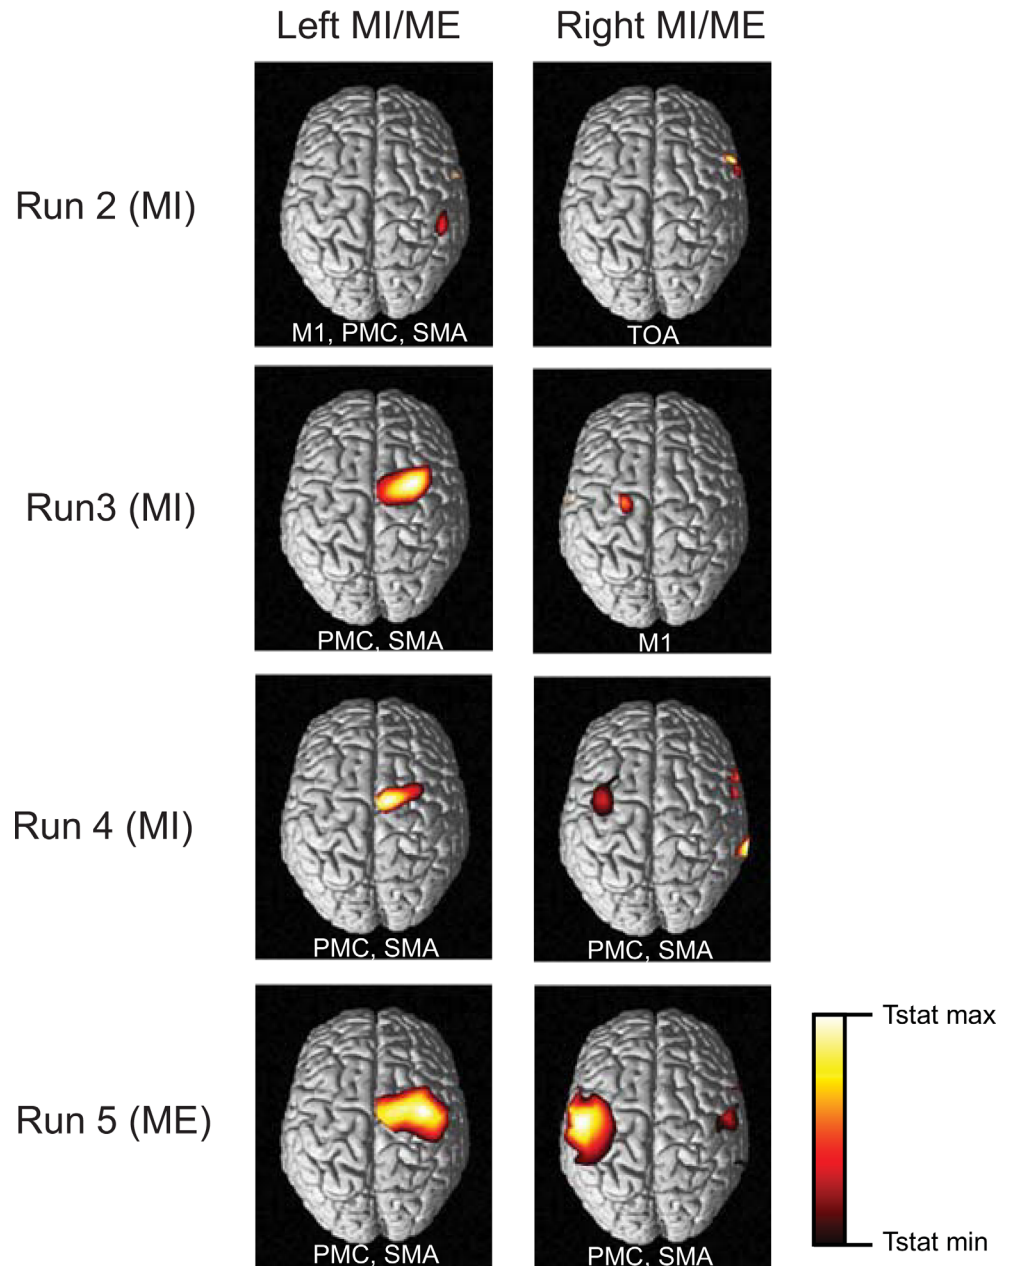 Left MI/ME
Right MI/ME
Run 2 (MI)
M1, PMC, SMA
TOA
Run3 (MI)
PMC, SMA
M1
Run 4 (MI)
PMC, SMA
PMC, SMA
Run 5 (ME)
PMC, SMA
PMC, SMA
Tstat max
Tstat min